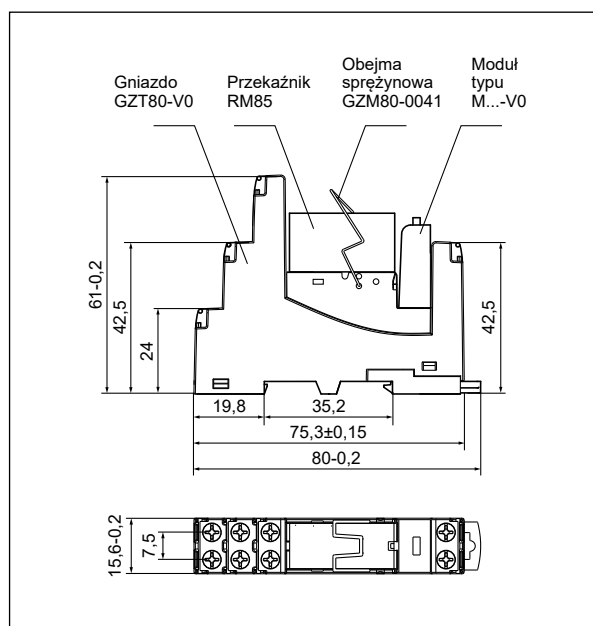 Gniazdo
GZT80-V0
Przekaźnik
RM85
Obejma
sprężynowa
GZM80-0041
Moduł
typu
M...-V0
61-0,2
42,5
24
42,5
19,8
35,2
75,3±0,15
80-0,2
15,6-0,2
7,5